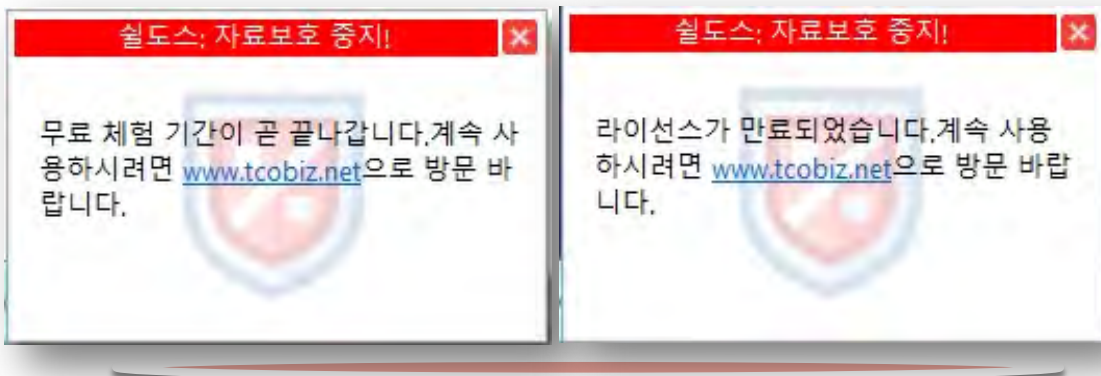 쉴도스: 자료보호 중지!
무료 체험 기간이 곧 끝나갑니다.계속 사
용하시려면 www.tcobiz.net으로 방문 바
랍니다.
쉴도스: 자료보호 중지!
라이선스가 만료되었습니다.계속 사용
하시려면 www.tcobiz.net으로 방문 바랍
니다.